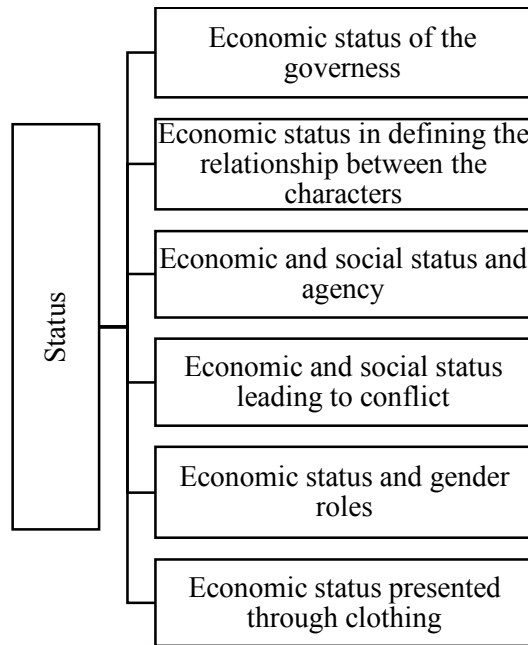 Status
Economic status of the
governess
Economic status in defining the
relationship between the
characters
Economic and social status and
agency
Economic and social status
leading to conflict
Economic status and gender
roles
Economic status presented
through clothing